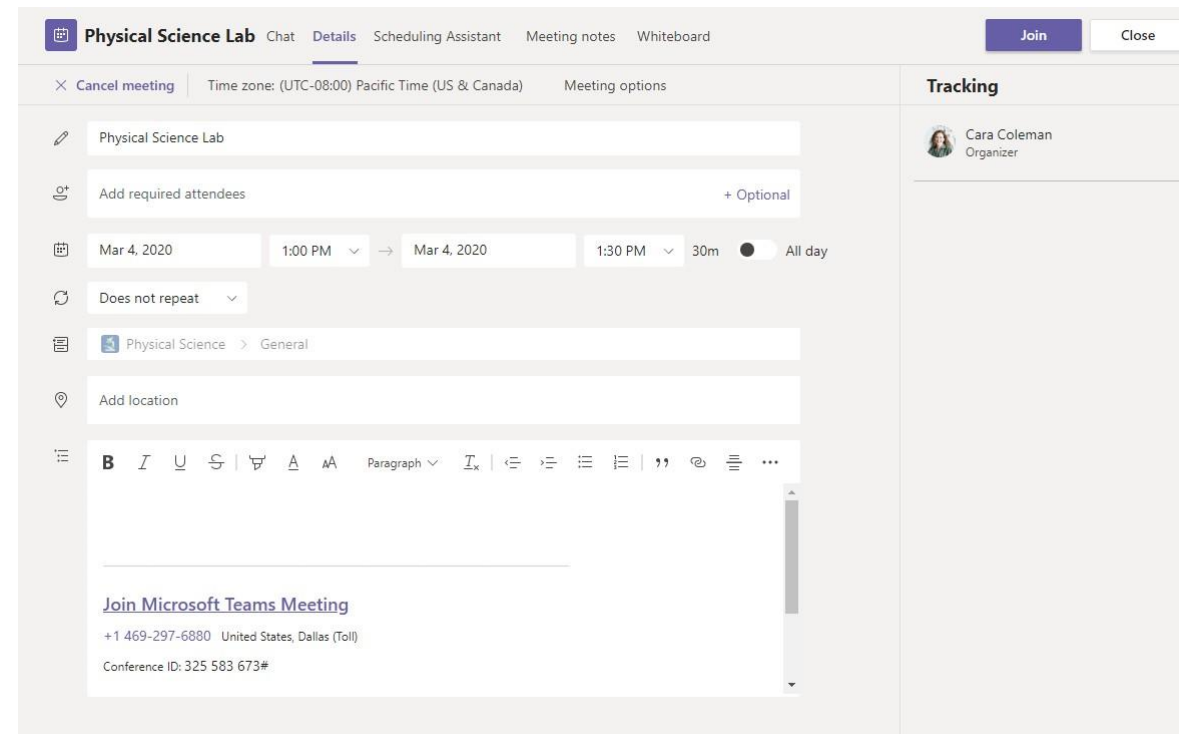 Physical Science Lab Chat Details Scheduling Assistant Meeting notes Whiteboard Join Close
Cancel meeting Time zone: (UTC-08:00) Pacific Time (US & Canada) Meeting options
Tracking
Physical Science Lab
Cara Coleman
Organizer
Add required attendees + Optional
Mar 4, 2020 1:00 PM → Mar 4, 2020 1:30 PM 30m All day
Does not repeat
Physical Science > General
Add location
B I U S A AA Paragraph Tx
Join Microsoft Teams Meeting
+1 469-297-6880 United States, Dallas (Toll)
Conference ID: 325 583 673#